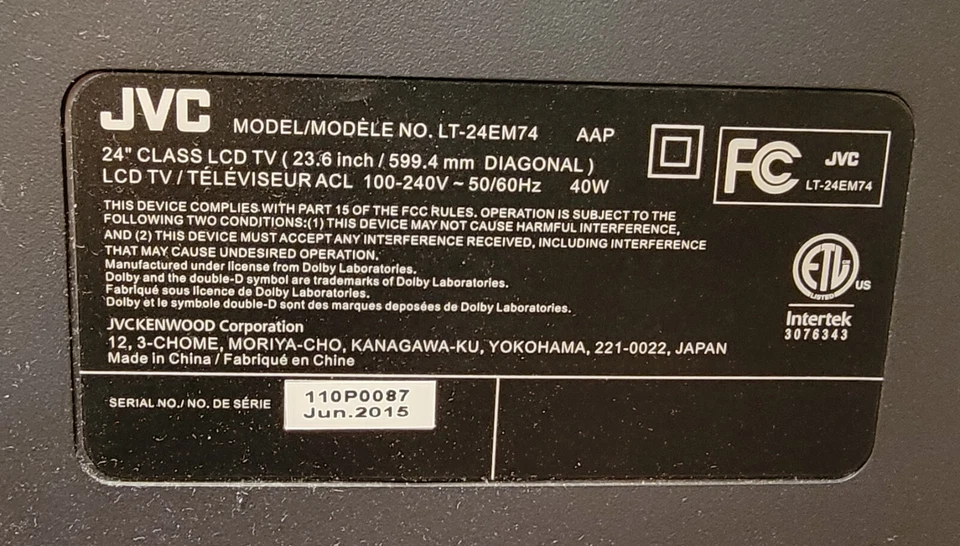 JVC MODEL/MODÈLE NO. LT-24EM74 AAP
24" CLASS LCD TV ( 23.6 inch / 599.4 mm DIAGONAL )
LCD TV / TÉLÉVISEUR ACL 100-240V ~ 50/60Hz 40W
FC JVC
LT-24EM74
THIS DEVICE COMPLIES WITH PART 15 OF THE FCC RULES. OPERATION IS SUBJECT TO THE
FOLLOWING TWO CONDITIONS:(1) THIS DEVICE MAY NOT CAUSE HARMFUL INTERFERENCE,
AND (2) THIS DEVICE MUST ACCEPT ANY INTERFERENCE RECEIVED, INCLUDING INTERFERENCE
THAT MAY CAUSE UNDESIRED OPERATION.
Manufactured under license from Dolby Laboratories.
Dolby and the double-D symbol are trademarks of Dolby Laboratories.
Fabriqué sous licence de Dolby Laboratories.
Dolby et le symbole double-D sont des marques deposées de Dolby Laboratories.
ETL US
LISTED
Intertek
3076343
JVCKENWOOD Corporation
12, 3-CHOME, MORIYA-CHO, KANAGAWA-KU, YOKOHAMA, 221-0022, JAPAN
Made in China / Fabriqué en Chine
SERIAL NO./ NO. DE SÉRIE
110P0087
Jun.2015